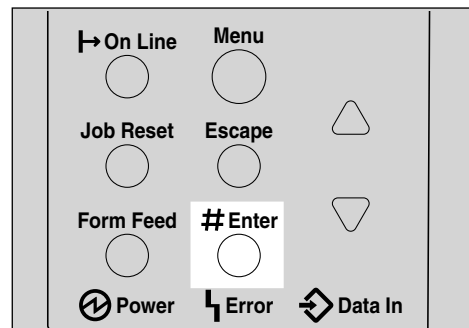 On Line Menu
Job Reset Escape
Form Feed # Enter
Power Error Data In